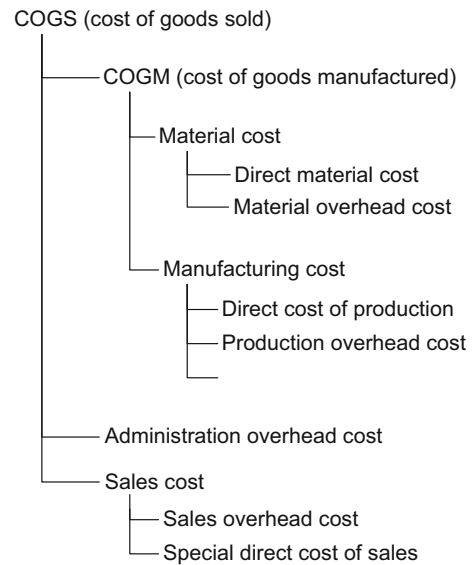 COGS (cost of goods sold)
COGM (cost of goods manufactured)
Material cost
Direct material cost
Material overhead cost
Manufacturing cost
Direct cost of production
Production overhead cost
Administration overhead cost
Sales cost
Sales overhead cost
Special direct cost of sales